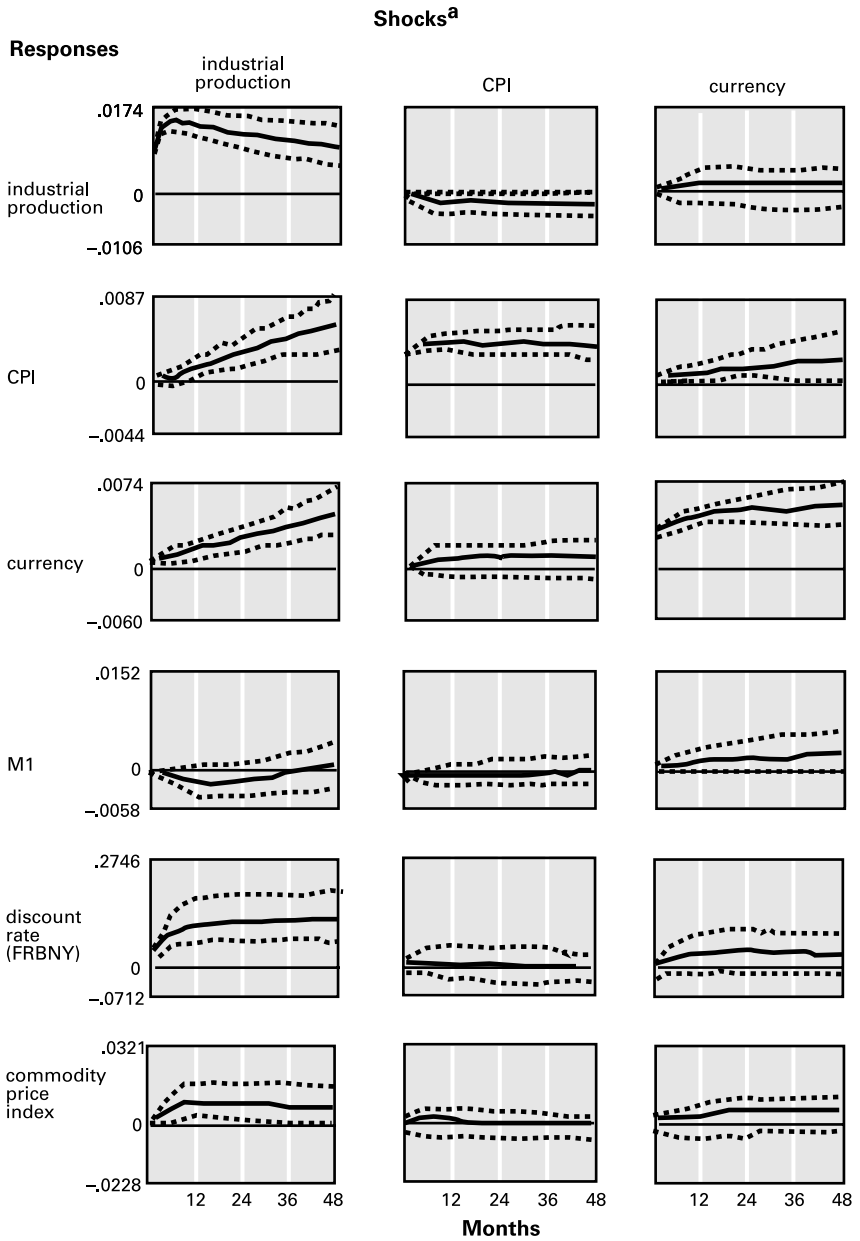 Shocksa
Responses
industrial
production
CPI
currency
.0174
industrial
production
0
–.0106
.0087
CPI
0
–.0044
.0074
currency
0
–.0060
.0152
M1
0
–.0058
.2746
discount
rate
(FRBNY)
0
–.0712
.0321
commodity
price
index
0
–.0228
12 24 36 48 12 24 36 48 12 24 36 48
Months